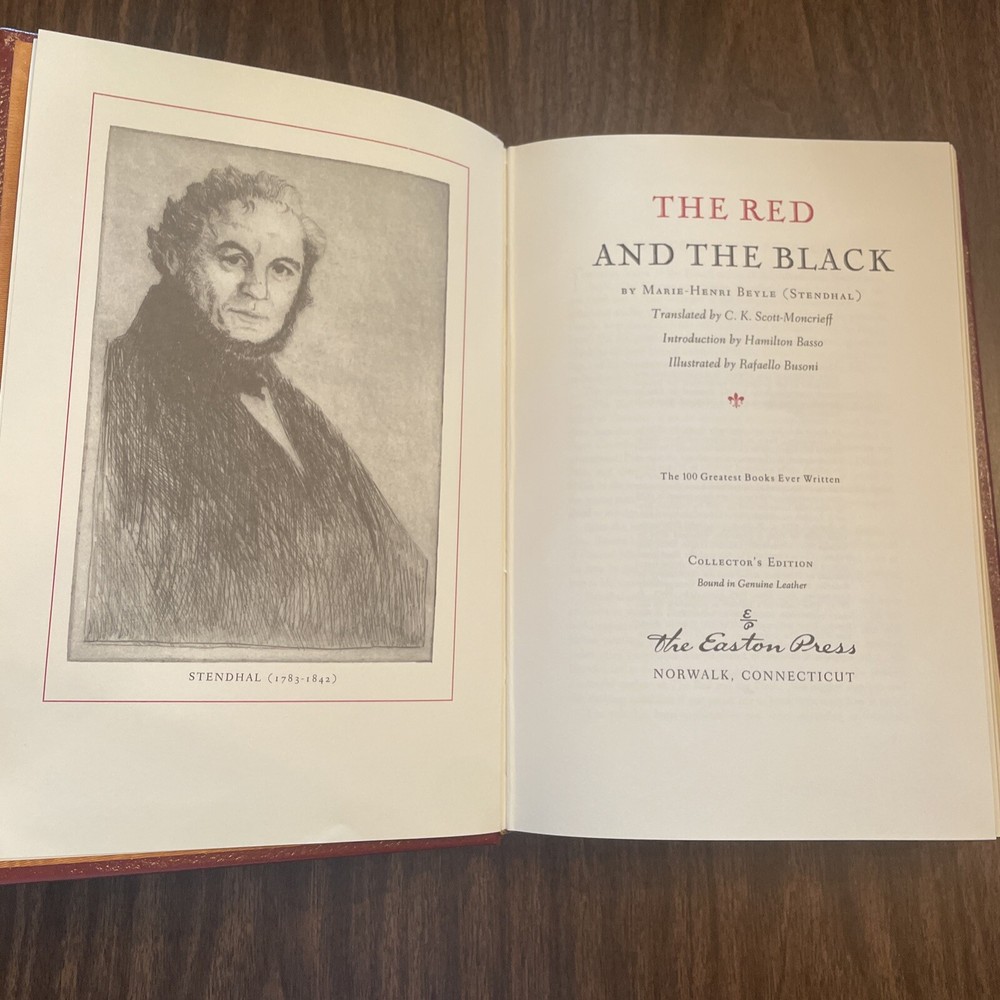 STENDHAL (1783-1842)
THE RED
AND THE BLACK
BY MARIE-HENRI BEYLE (STENDHAL)
Translated by C. K. Scott-Moncrieff
Introduction by Hamilton Basso
Illustrated by Rafaello Busoni
The 100 Greatest Books Ever Written
COLLECTOR'S EDITION
Bound in Genuine Leather
E
P
The Easton Press
NORWALK, CONNECTICUT